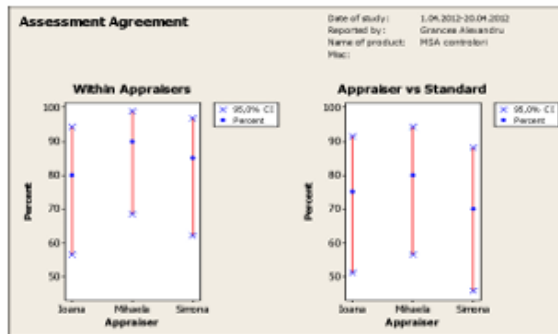 Assessment Agreement
Date of study: 1.04.2012-20.04.2012
Reported by: Grancea Alexandru
Name of product: MSA controlori
Misc:
Within Appraisers
95,0% CI
Percent
100
90
80
70
60
50
Percent
Ioana Mihaela Simona
Appraiser
Appraiser vs Standard
95,0% CI
Percent
100
90
80
70
60
50
Percent
Ioana Mihaela Simona
Appraiser